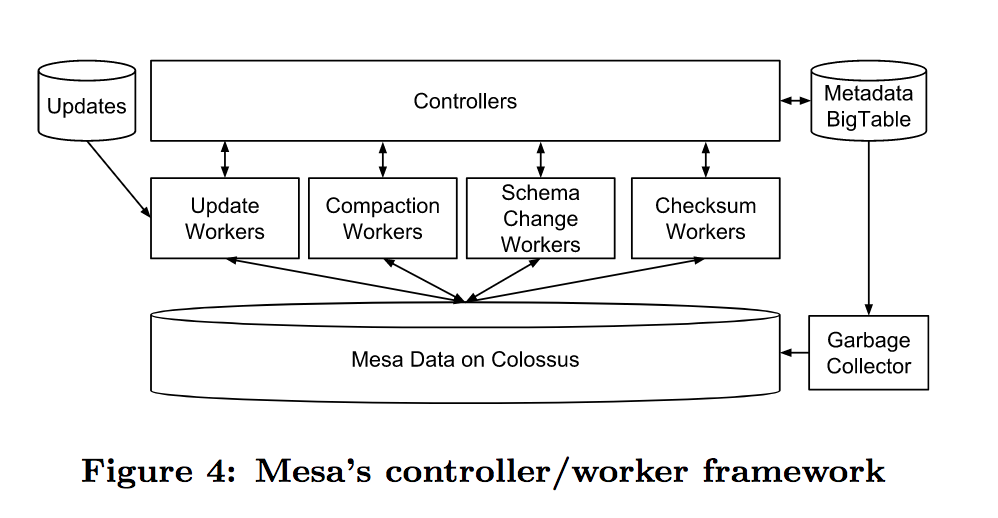 Updates
Controllers
Metadata
BigTable
Update
Workers
Compaction
Workers
Schema
Change
Workers
Checksum
Workers
Mesa Data on Colossus
Garbage
Collector
Figure 4: Mesa's controller/worker framework